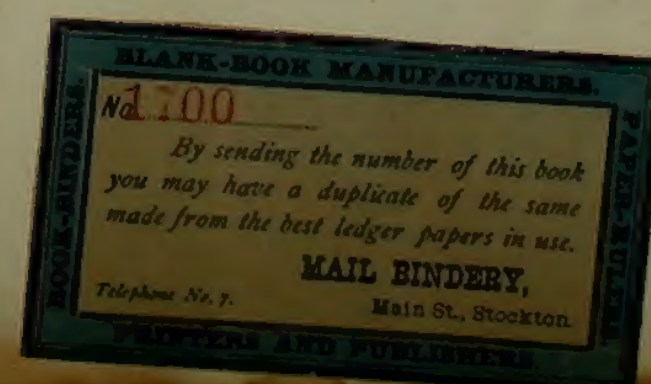 BLANK-BOOK MANUFACTURERS.
BOOK-BINDERS.
PAPER-RULERS.
No. 1700
By sending the number of this book
you may have a duplicate of the same
made from the best ledger papers in use.
MAIL BINDERY,
Telephone No. 7.
Main St., Stockton
PRINTERS AND PUBLISHERS.